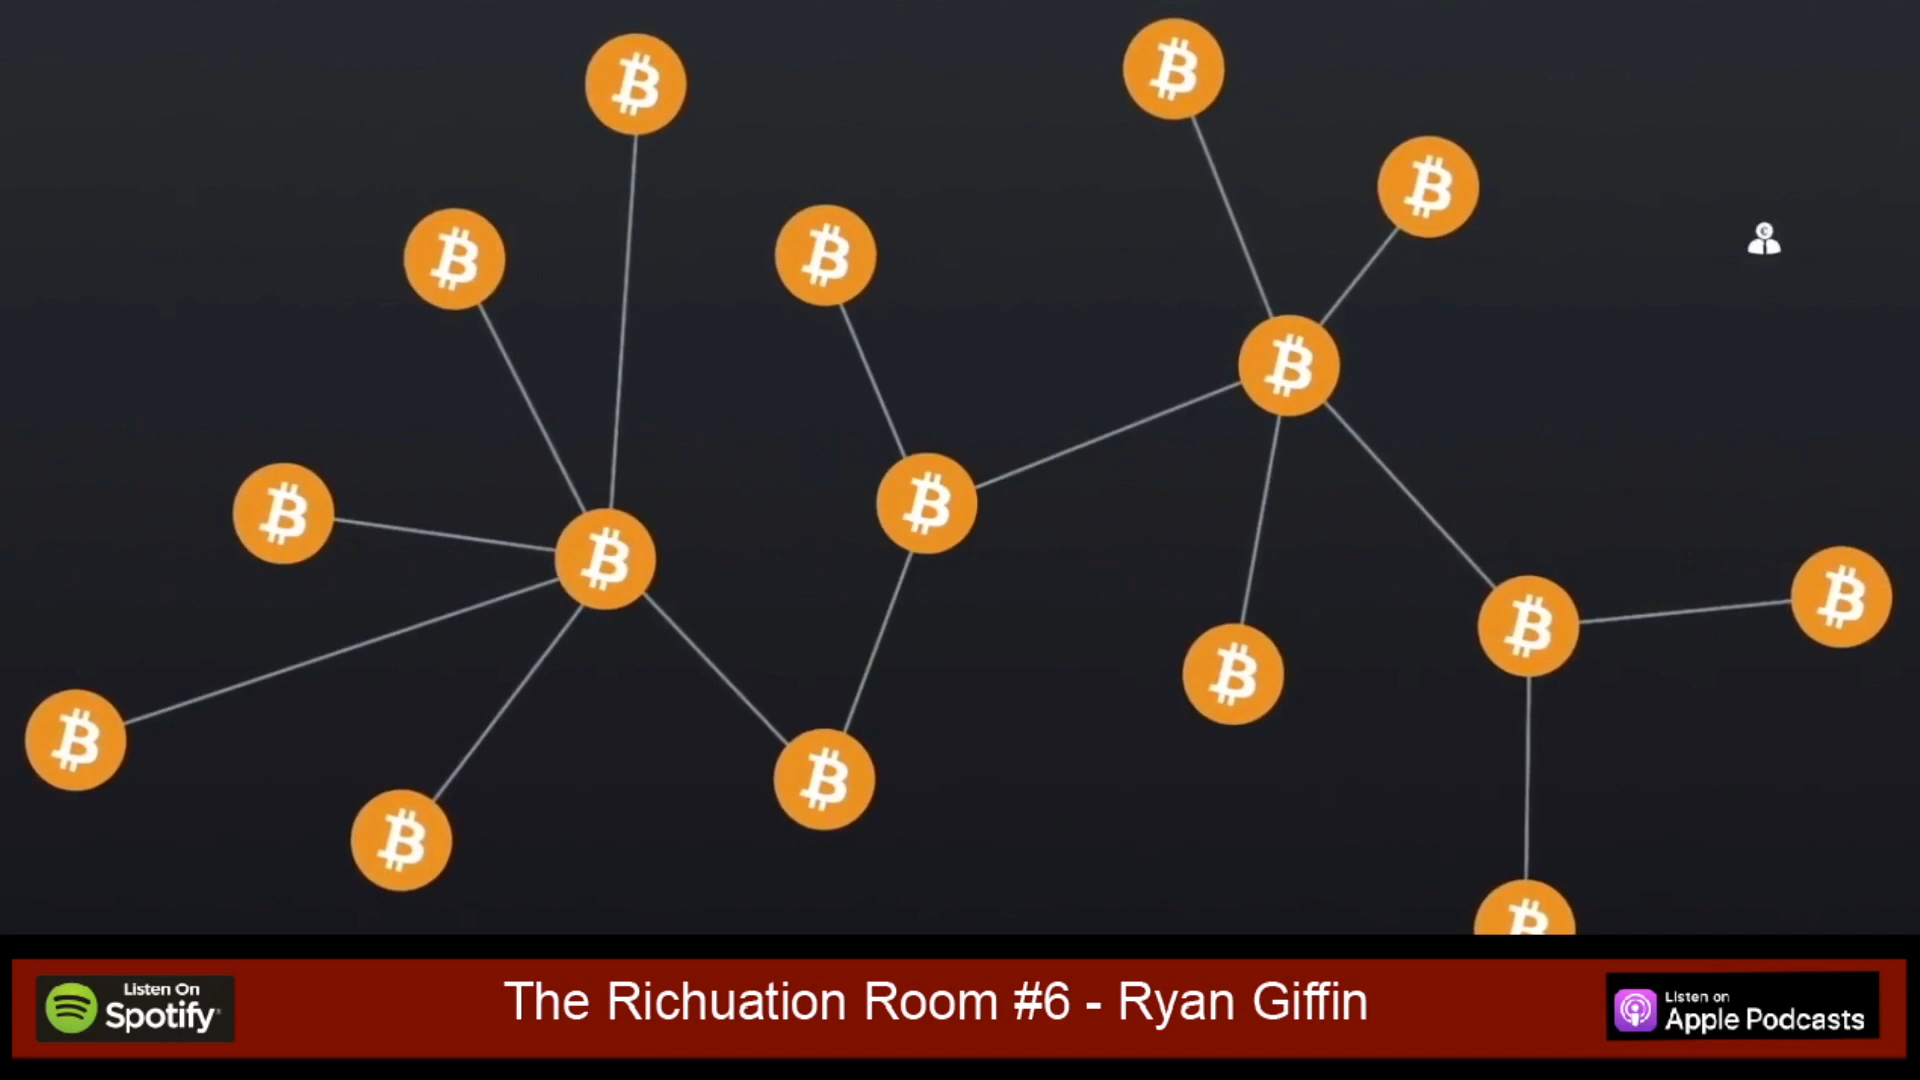 Listen On
Spotify
The Richuation Room #6 - Ryan Giffin
Listen on
Apple Podcasts